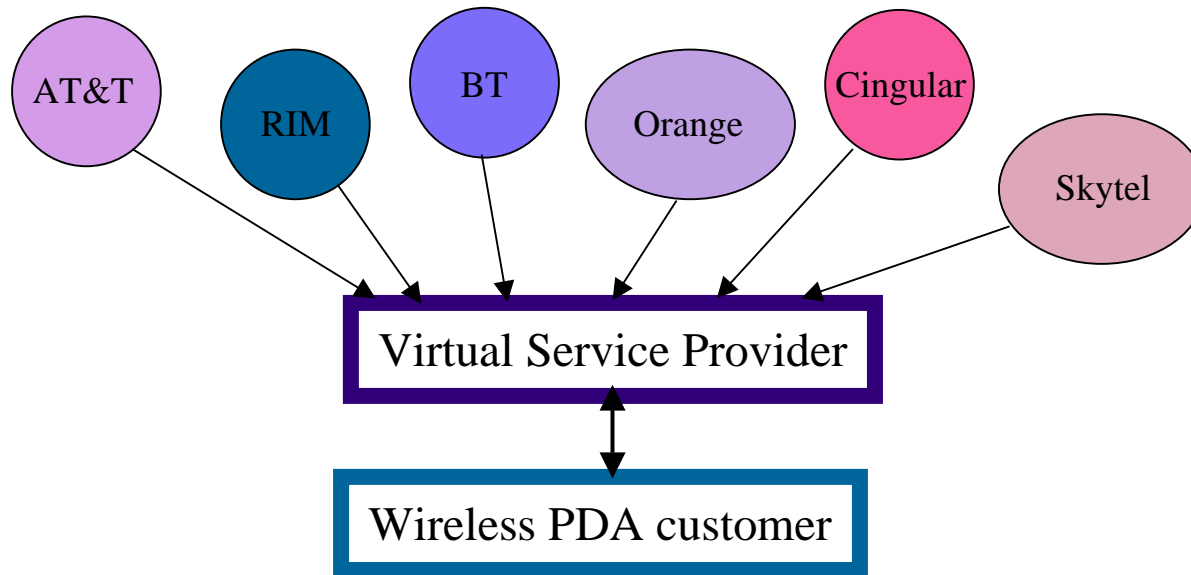 AT&T
RIM
BT
Orange
Cingular
Skytel
Virtual Service Provider
Wireless PDA customer